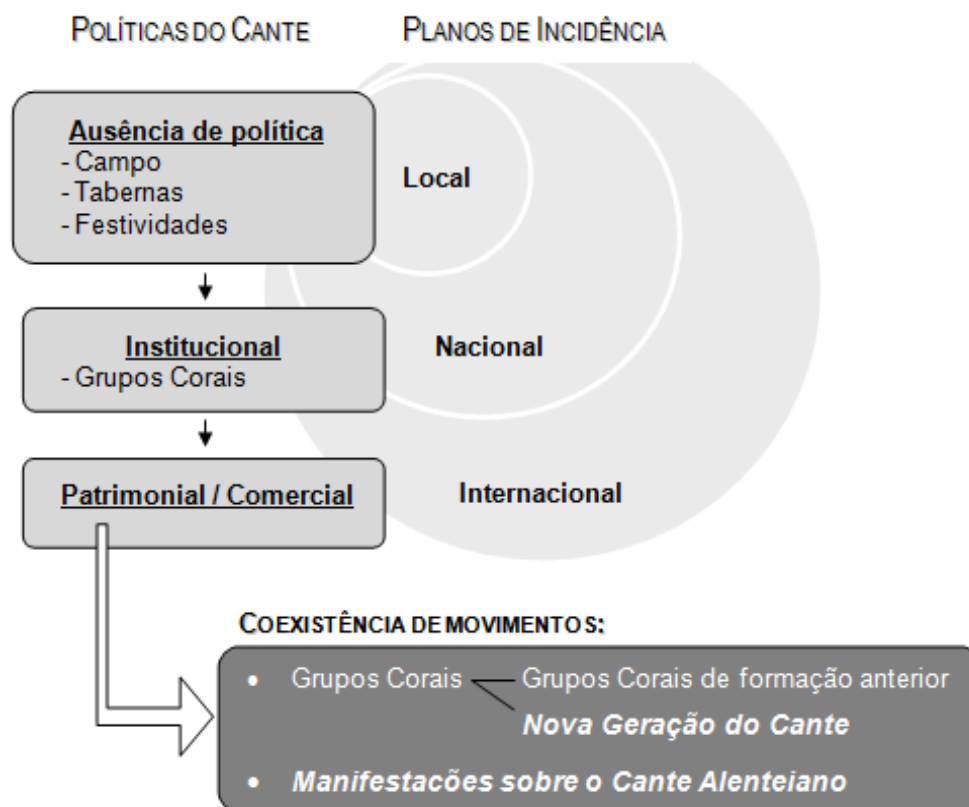 POLÍTICAS DO CANTE PLANOS DE INCIDÊNCIA
Ausência de política
- Campo
- Tabernas
- Festividades
Local
Institucional
- Grupos Corais
Nacional
Patrimonial / Comercial
Internacional
COEXISTÊNCIA DE MOVIMENTOS:
• Grupos Corais Grupos Corais de formação anterior
Nova Geração do Cante
• Manifestacões sobre o Cante Alenteiano